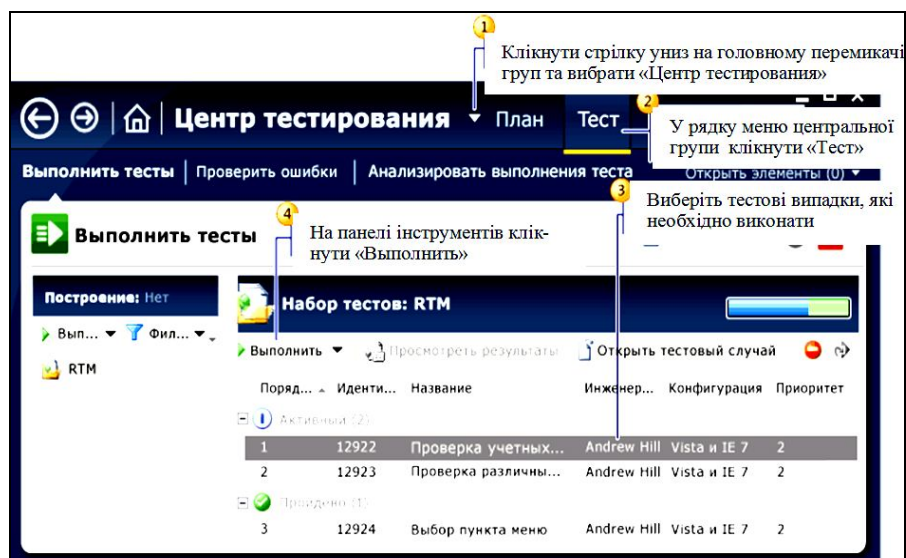 1
Клікнути стрілку униз на головному перемикачі
груп та вибрати «Центр тестирования»
Центр тестирования План Тест
2
У рядку меню центральної
групи клікнути «Тест»
Выполнить тесты Проверить ошибки Анализировать выполнения теста Открыть элементы (0)
3
Виберіть тестові випадки, які
необхідно виконати
4
На панелі інструментів клік-
нути «Выполнить»
Выполнить тесты
Построение: Нет
Вып... Фил...
RTM
Набор тестов: RTM
Выполнить Просмотреть результаты Открыть тестовый случай
Поряд... Иденти... Название Инженер... Конфигурация Приоритет
Активный (2)
1 12922 Проверка учетных... Andrew Hill Vista и IE 7 2
2 12923 Проверка различны... Andrew Hill Vista и IE 7 2
Пройдено (1)
3 12924 Выбор пункта меню Andrew Hill Vista и IE 7 2